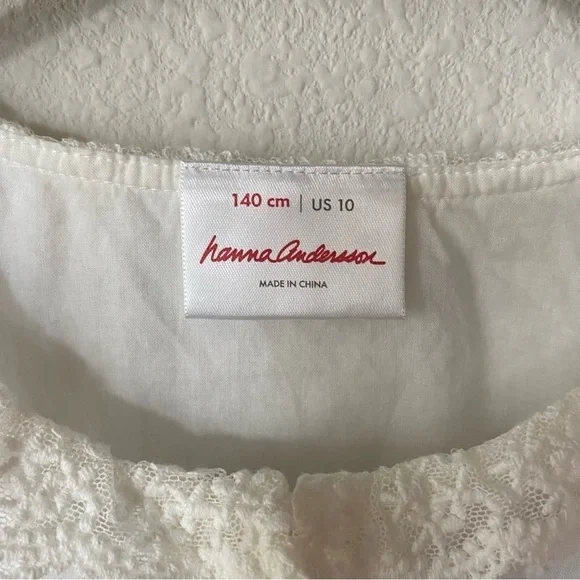 140 cm | US 10
hanna andersson
MADE IN CHINA